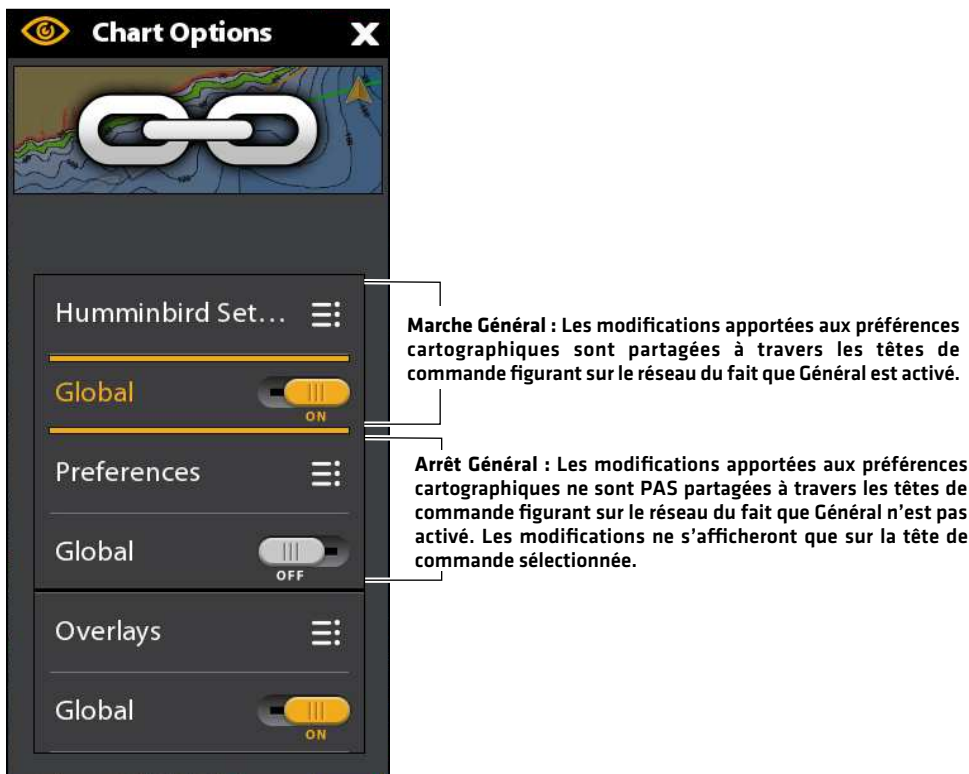 Chart Options X
Humminbird Set...
Global
ON
Preferences
Global
OFF
Overlays
Global
ON
Marche Général : Les modifications apportées aux préférences
cartographiques sont partagées à travers les têtes de
commande figurant sur le réseau du fait que Général est activé.
Arrêt Général : Les modifications apportées aux préférences
cartographiques ne sont PAS partagées à travers les têtes de
commande figurant sur le réseau du fait que Général n’est pas
activé. Les modifications ne s’afficheront que sur la tête de
commande sélectionnée.